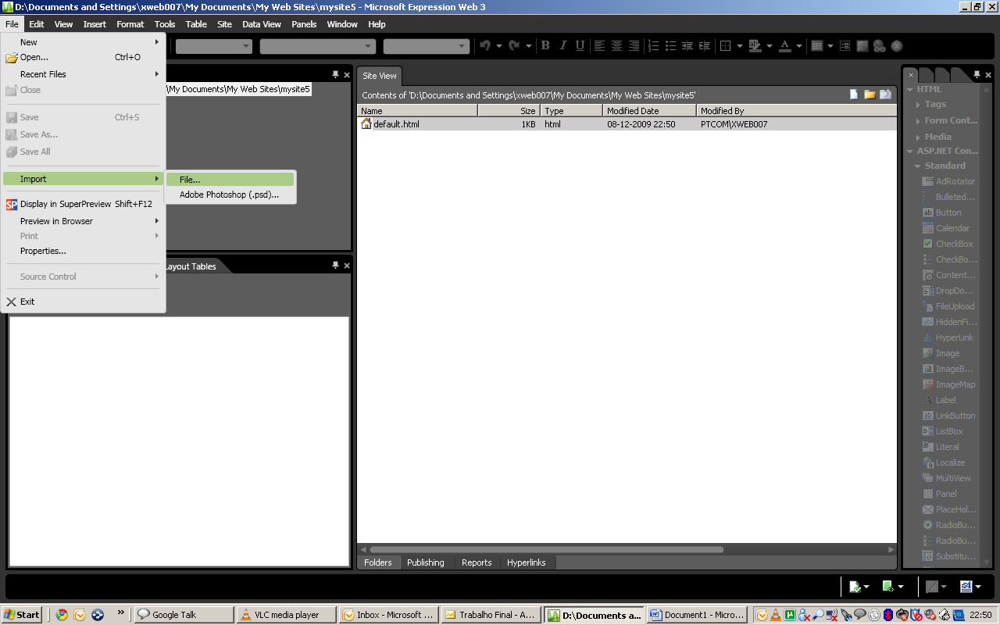 D:\Documents and Settings\xweb007\My Documents\My Web Sites\mysite5 - Microsoft Expression Web 3
File Edit View Insert Format Tools Table Site Data View Panels Window Help
New
Open... Ctrl+O
Recent Files
Close
Save Ctrl+S
Save As...
Save All
Import
File...
Adobe Photoshop (.psd)...
Display in SuperPreview Shift+F12
Preview in Browser
Print
Properties...
Source Control
Exit
\My Documents\My Web Sites\mysite5
Layout Tables
B I U
A
Site View
Contents of 'D:\Documents and Settings\xweb007\My Documents\My Web Sites\mysite5'
Name Size Type Modified Date Modified By
default.html 1KB html 08-12-2009 22:50 PTCOM\XWEB007
Folders Publishing Reports Hyperlinks
HTML
Tags
Form Cont...
Media
ASP.NET Con...
Standard
AdRotator
Bulleted...
Button
Calendar
CheckBox
CheckBo...
Content...
DropDo...
FileUpload
HiddenFi...
HyperLink
Image
ImageB...
ImageMap
Label
LinkButton
ListBox
Literal
Localize
MultiView
Panel
PlaceHol...
RadioBu...
RadioBu...
Substitu...
Start » Google Talk VLC media player Inbox - Microsoft ... Trabalho Final - A... D:\Documents a... Document1 - Micro... 22:50